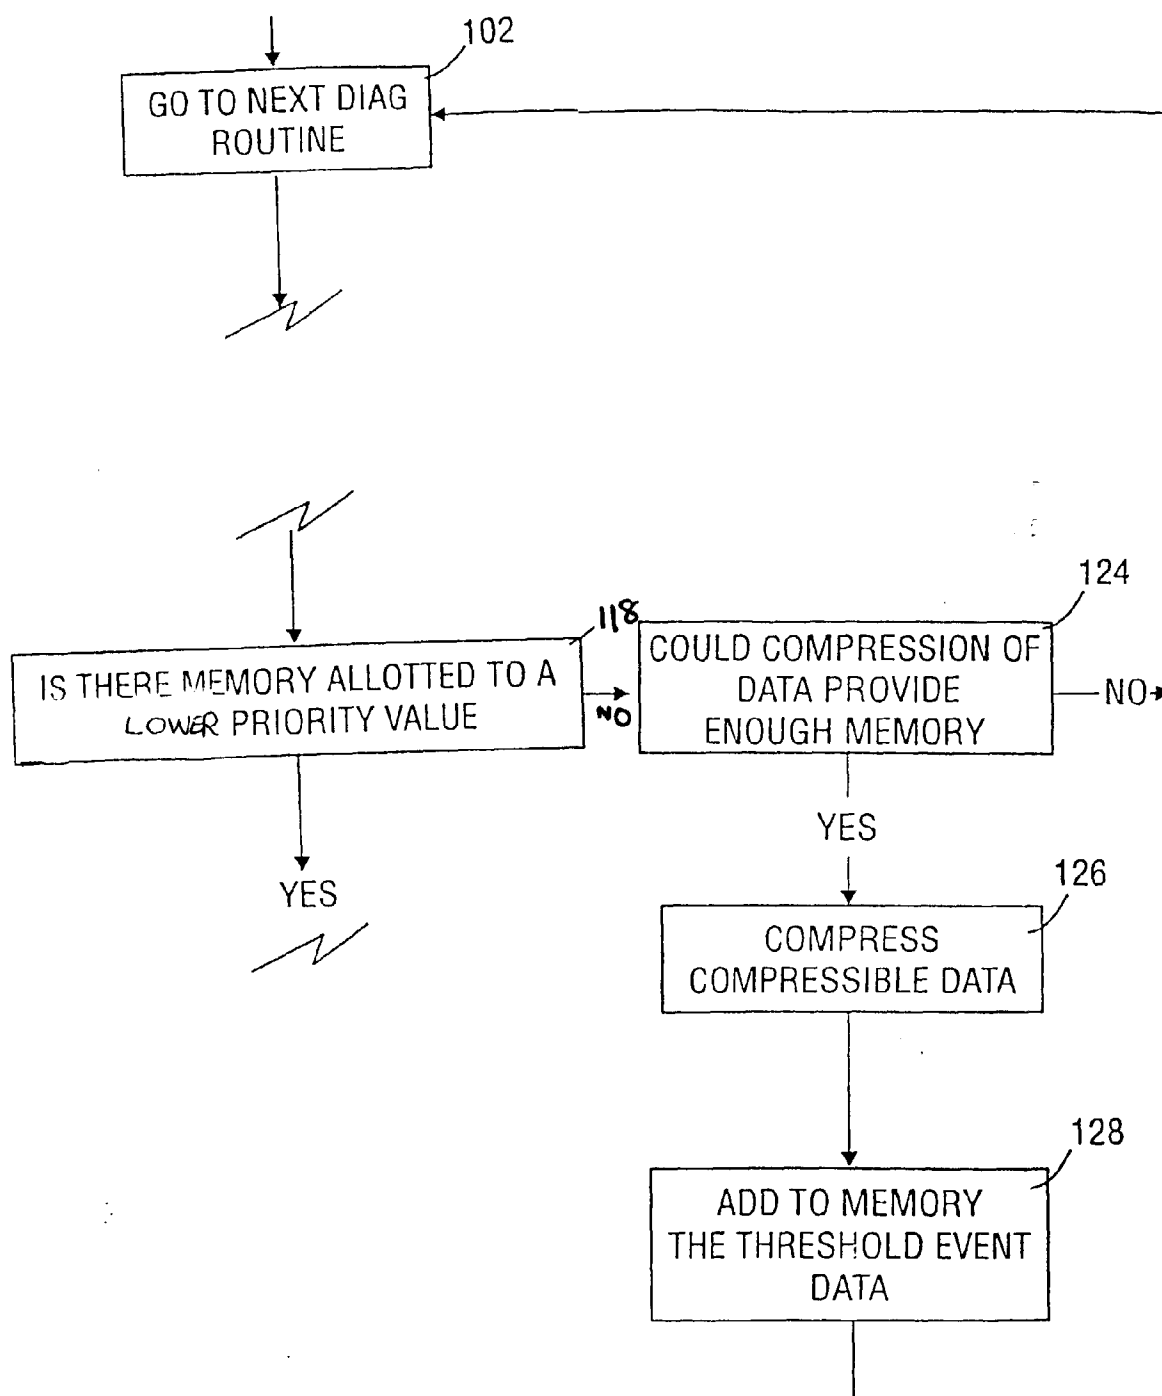 102
GO TO NEXT DIAG
ROUTINE
118
IS THERE MEMORY ALLOTTED TO A
LOWER PRIORITY VALUE
NO
YES
124
COULD COMPRESSION OF
DATA PROVIDE
ENOUGH MEMORY
NO
YES
126
COMPRESS
COMPRESSIBLE DATA
128
ADD TO MEMORY
THE THRESHOLD EVENT
DATA